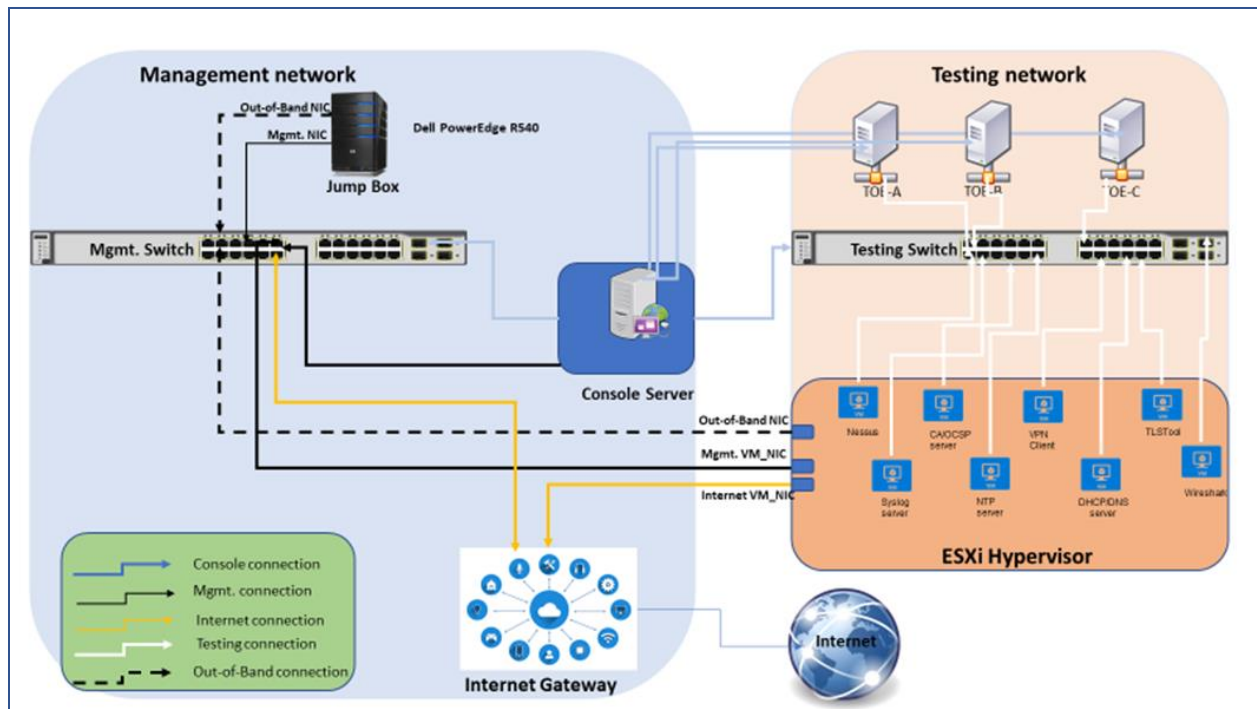 Management network
Testing network
Out-of-Band NIC
Mgmt. NIC
Dell PowerEdge R540
Jump Box
TOE-A
TOE-B
TOE-C
Mgmt. Switch
Testing Switch
Console Server
Out-of-Band NIC
Mgmt. VM_NIC
Internet VM_NIC
Nessus
CA/OCSP
server
VPN
Client
TLSTool
Syslog
server
NTP
server
DHCP/DNS
server
Wireshark
ESXi Hypervisor
Console connection
Mgmt. connection
Internet connection
Testing connection
Out-of-Band connection
Internet Gateway
Internet